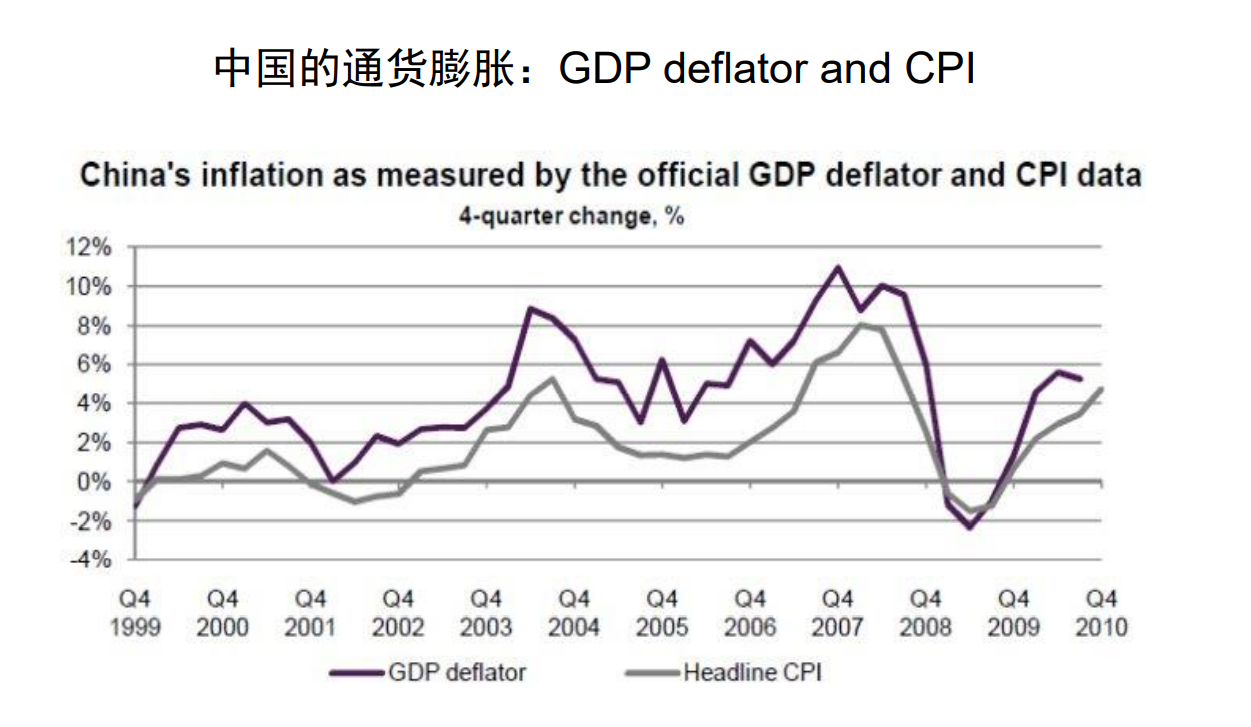 中国的通货膨胀：GDP deflator and CPI
China's inflation as measured by the official GDP deflator and CPI data
4-quarter change, %
12%
10%
8%
6%
4%
2%
0%
-2%
-4%
Q4 Q4 Q4 Q4 Q4 Q4 Q4 Q4 Q4 Q4 Q4 Q4
1999 2000 2001 2002 2003 2004 2005 2006 2007 2008 2009 2010
GDP deflator Headline CPI